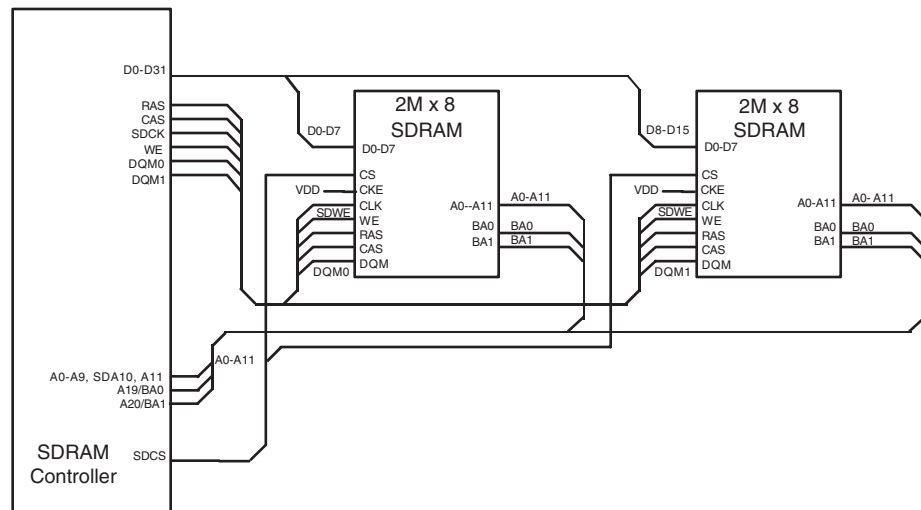 D0-D31
RAS
CAS
SDCK
WE
DQM0
DQM1
A0-A11
A0-A9, SDA10, A11
A19/BA0
A20/BA1
SDCS
SDRAM
Controller
2M x 8
SDRAM
D0-D7
D0-D7
CS
VDD
CKE
CLK
SDWE
WE
RAS
CAS
DQM0
DQM
A0--A11
A0-A11
BA0
BA0
BA1
BA1
2M x 8
SDRAM
D8-D15
D0-D7
CS
VDD
CKE
CLK
SDWE
WE
RAS
CAS
DQM1
DQM
A0-A11
A0- A11
BA0
BA0
BA1
BA1